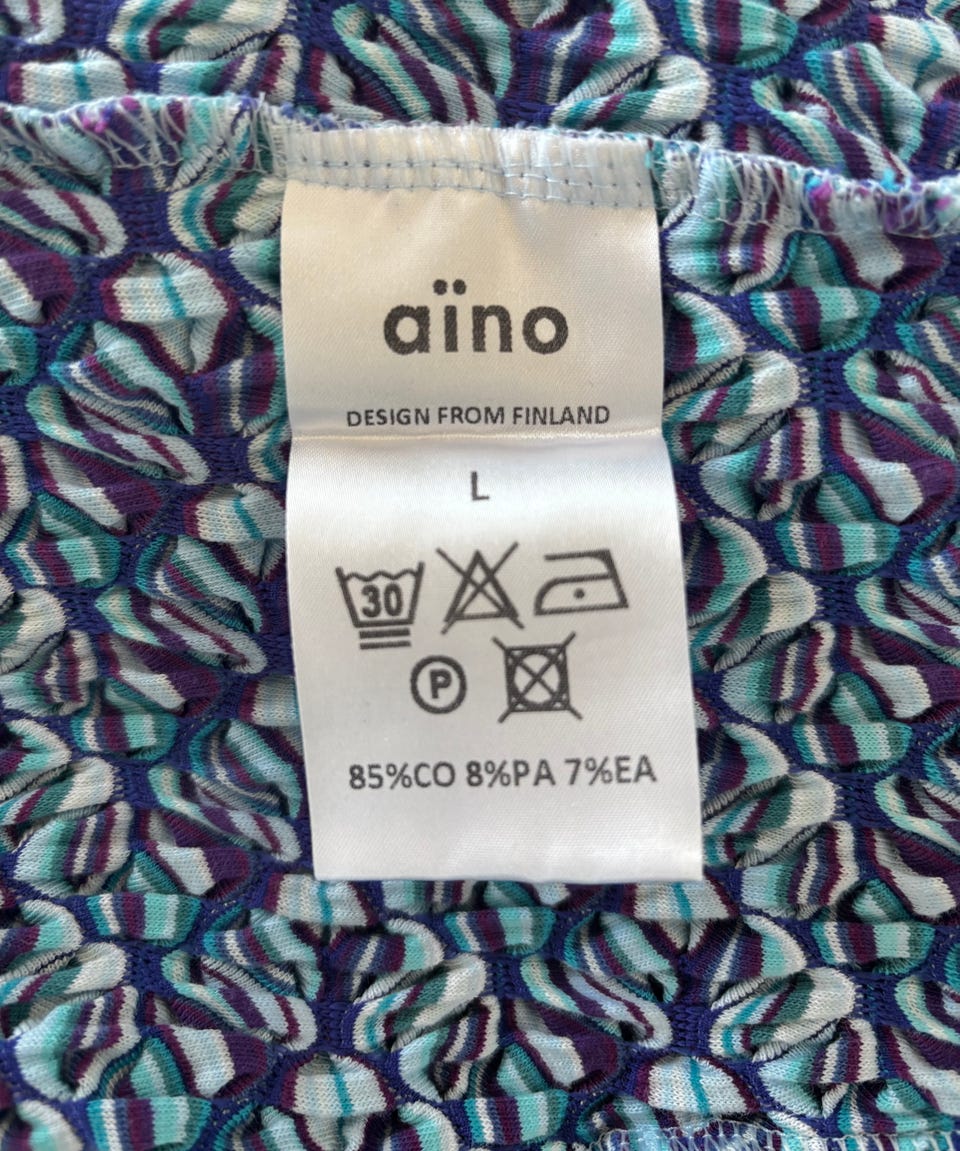 aïno
DESIGN FROM FINLAND
L
30
P
85%CO 8%PA 7%EA